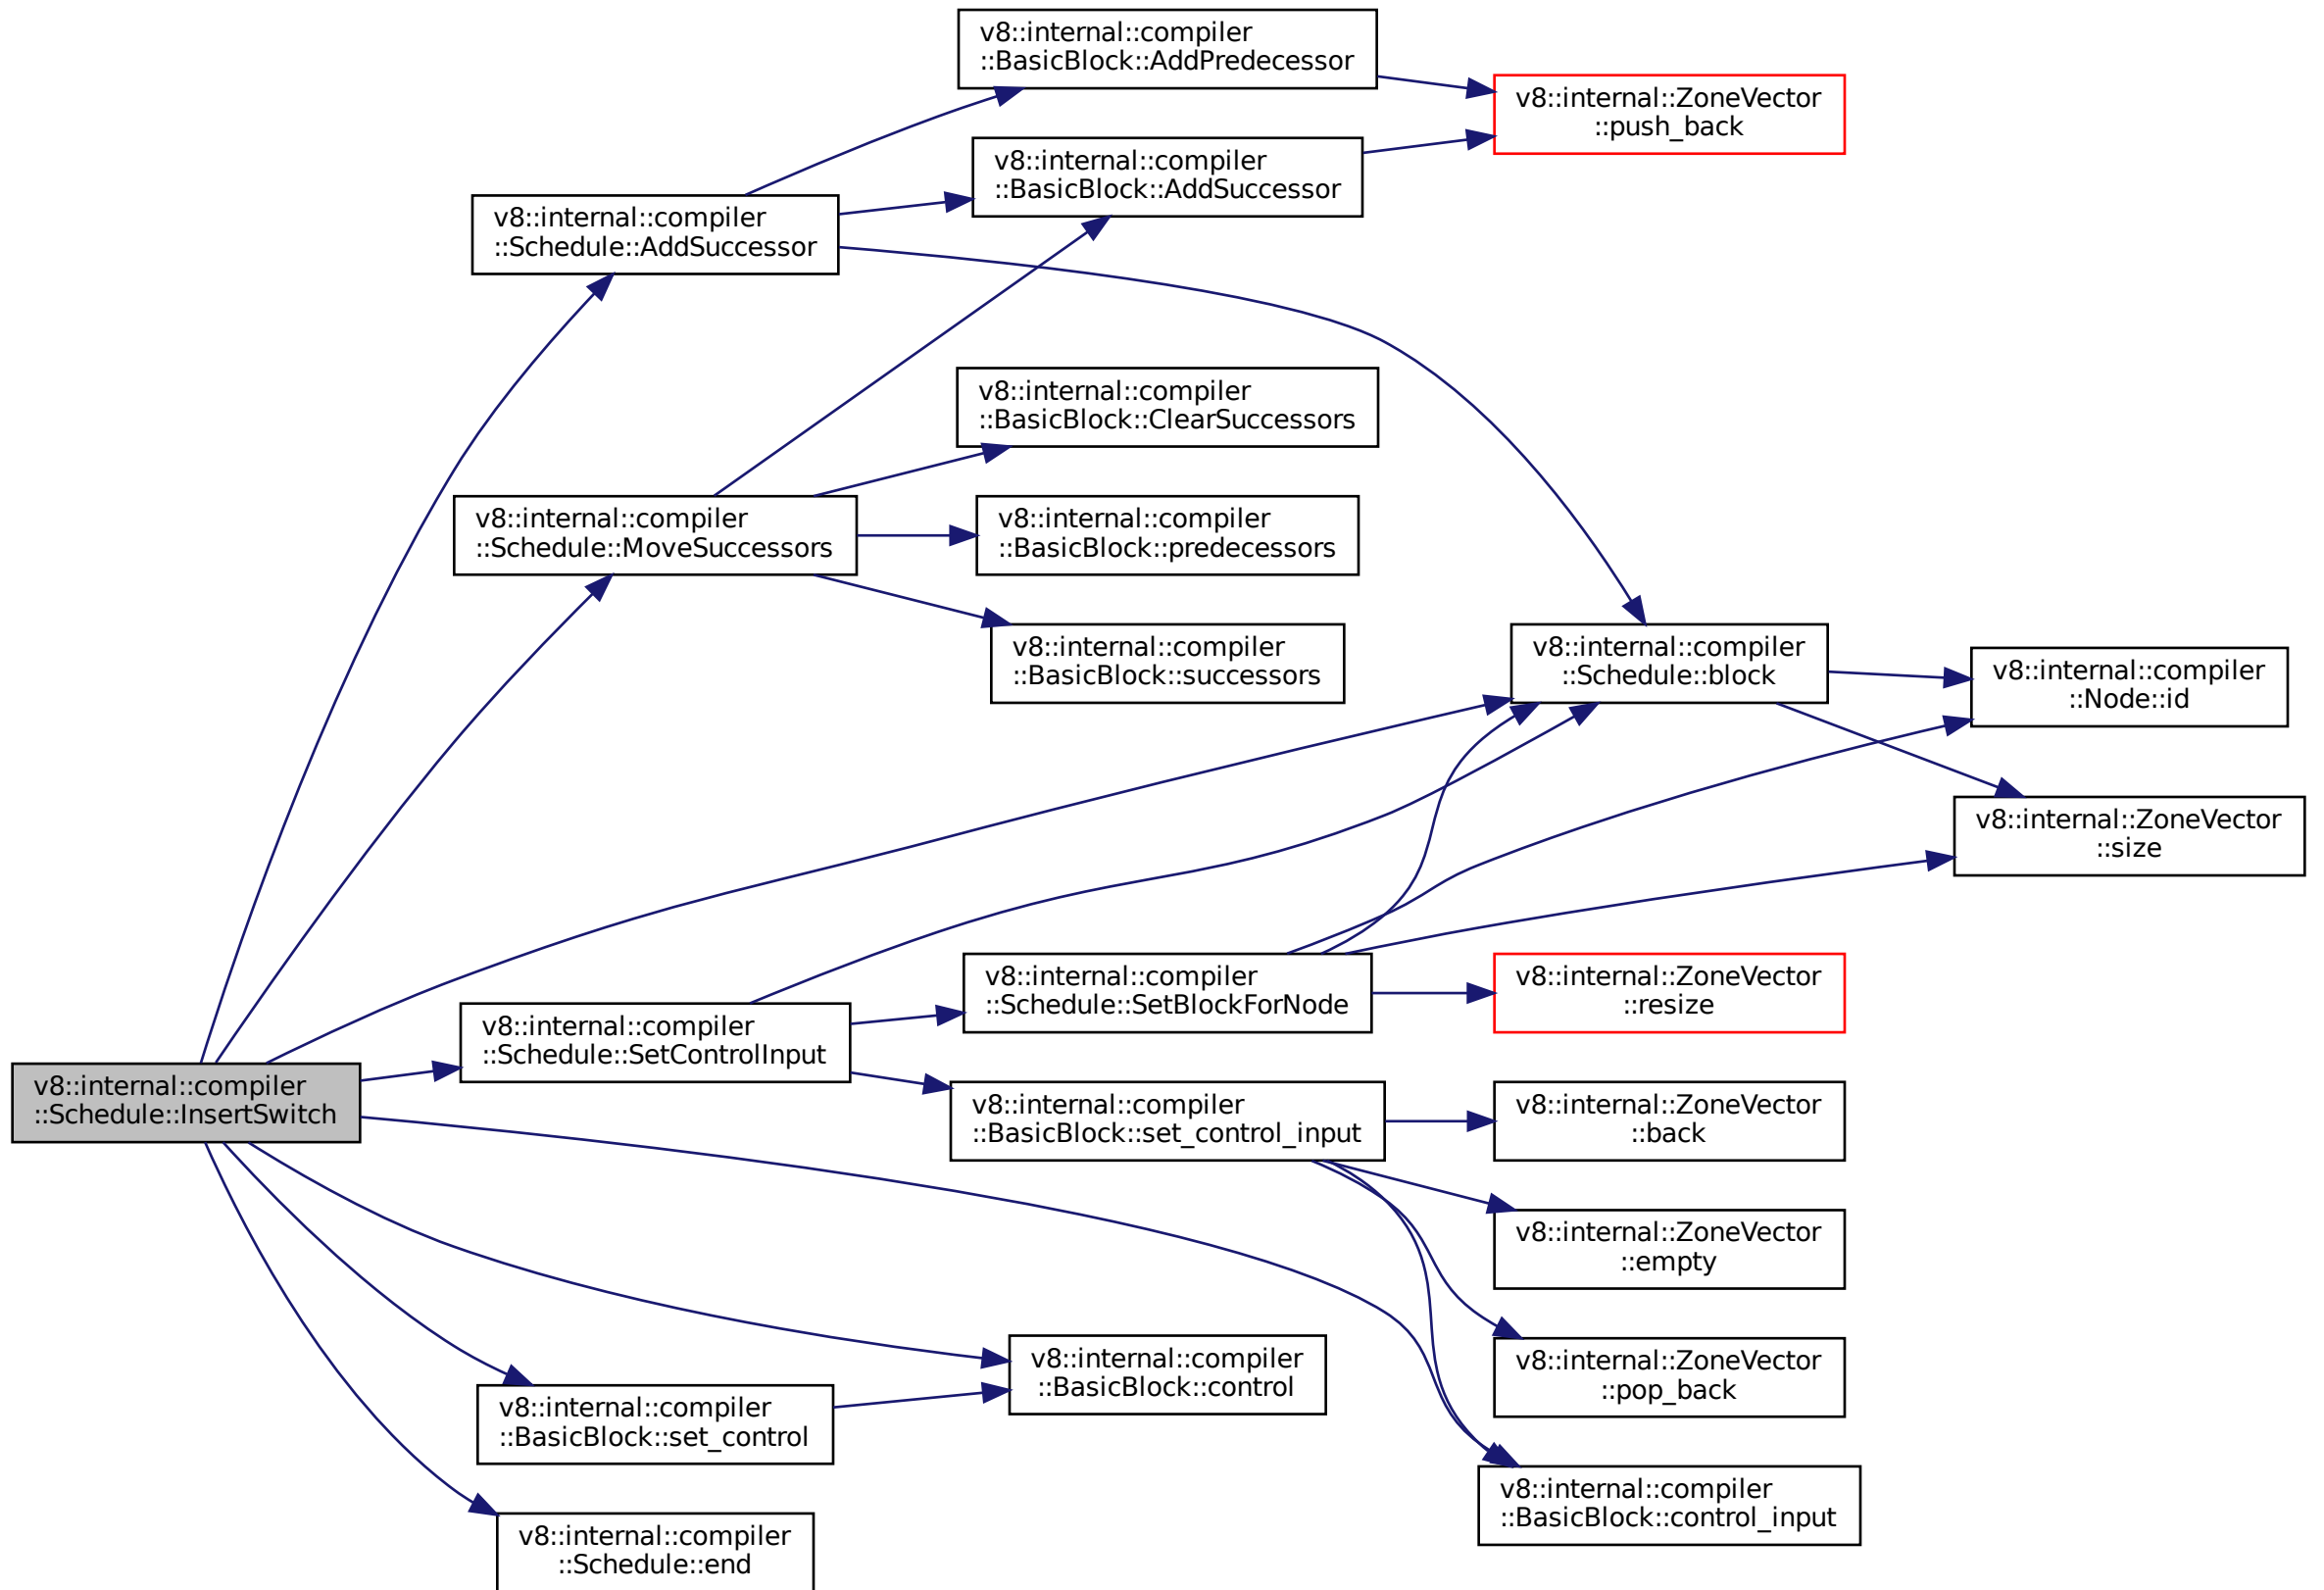 v8::internal::compiler
::BasicBlock::AddPredecessor
v8::internal::ZoneVector
::push_back
v8::internal::compiler
::BasicBlock::AddSuccessor
v8::internal::compiler
::Schedule::AddSuccessor
v8::internal::compiler
::BasicBlock::ClearSuccessors
v8::internal::compiler
::Schedule::MoveSuccessors
v8::internal::compiler
::BasicBlock::predecessors
v8::internal::compiler
::BasicBlock::successors
v8::internal::compiler
::Schedule::block
v8::internal::compiler
::Node::id
v8::internal::ZoneVector
::size
v8::internal::compiler
::Schedule::SetBlockForNode
v8::internal::ZoneVector
::resize
v8::internal::compiler
::Schedule::SetControlInput
v8::internal::compiler
::Schedule::InsertSwitch
v8::internal::compiler
::BasicBlock::set_control_input
v8::internal::ZoneVector
::back
v8::internal::ZoneVector
::empty
v8::internal::compiler
::BasicBlock::control
v8::internal::ZoneVector
::pop_back
v8::internal::compiler
::BasicBlock::set_control
v8::internal::compiler
::BasicBlock::control_input
v8::internal::compiler
::Schedule::end